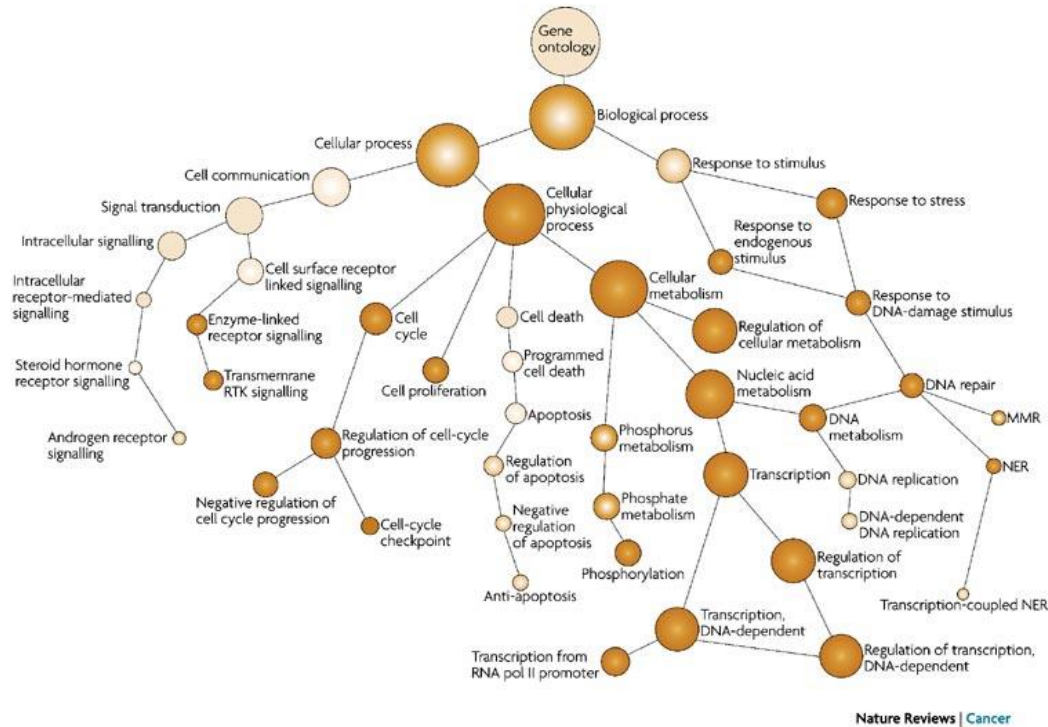 Gene
ontology
Biological process
Cellular process
Response to stimulus
Cell communication
Cellular
physiological
process
Response to stress
Signal transduction
Response to
endogenous
stimulus
Intracellular signalling
Cell surface receptor
linked signalling
Cellular
metabolism
Intracellular
receptor-mediated
signalling
Response to
DNA-damage stimulus
Enzyme-linked
receptor signalling
Cell
cycle
Cell death
Regulation of
cellular metabolism
Steroid hormone
receptor signalling
Transmemrane
RTK signalling
Cell proliferation
Programmed
cell death
Nucleic acid
metabolism
DNA repair
Androgen receptor
signalling
Regulation of cell-cycle
progression
Apoptosis
Phosphorus
metabolism
DNA
metabolism
MMR
Regulation
of apoptosis
Transcription
DNA replication
NER
Negative regulation of
cell cycle progression
Cell-cycle
checkpoint
Negative
regulation
of apoptosis
Phosphate
metabolism
DNA-dependent
DNA replication
Anti-apoptosis
Phosphorylation
Regulation of
transcription
Transcription-coupled NER
Transcription,
DNA-dependent
Transcription from
RNA pol II promoter
Regulation of transcription,
DNA-dependent
Nature Reviews | Cancer